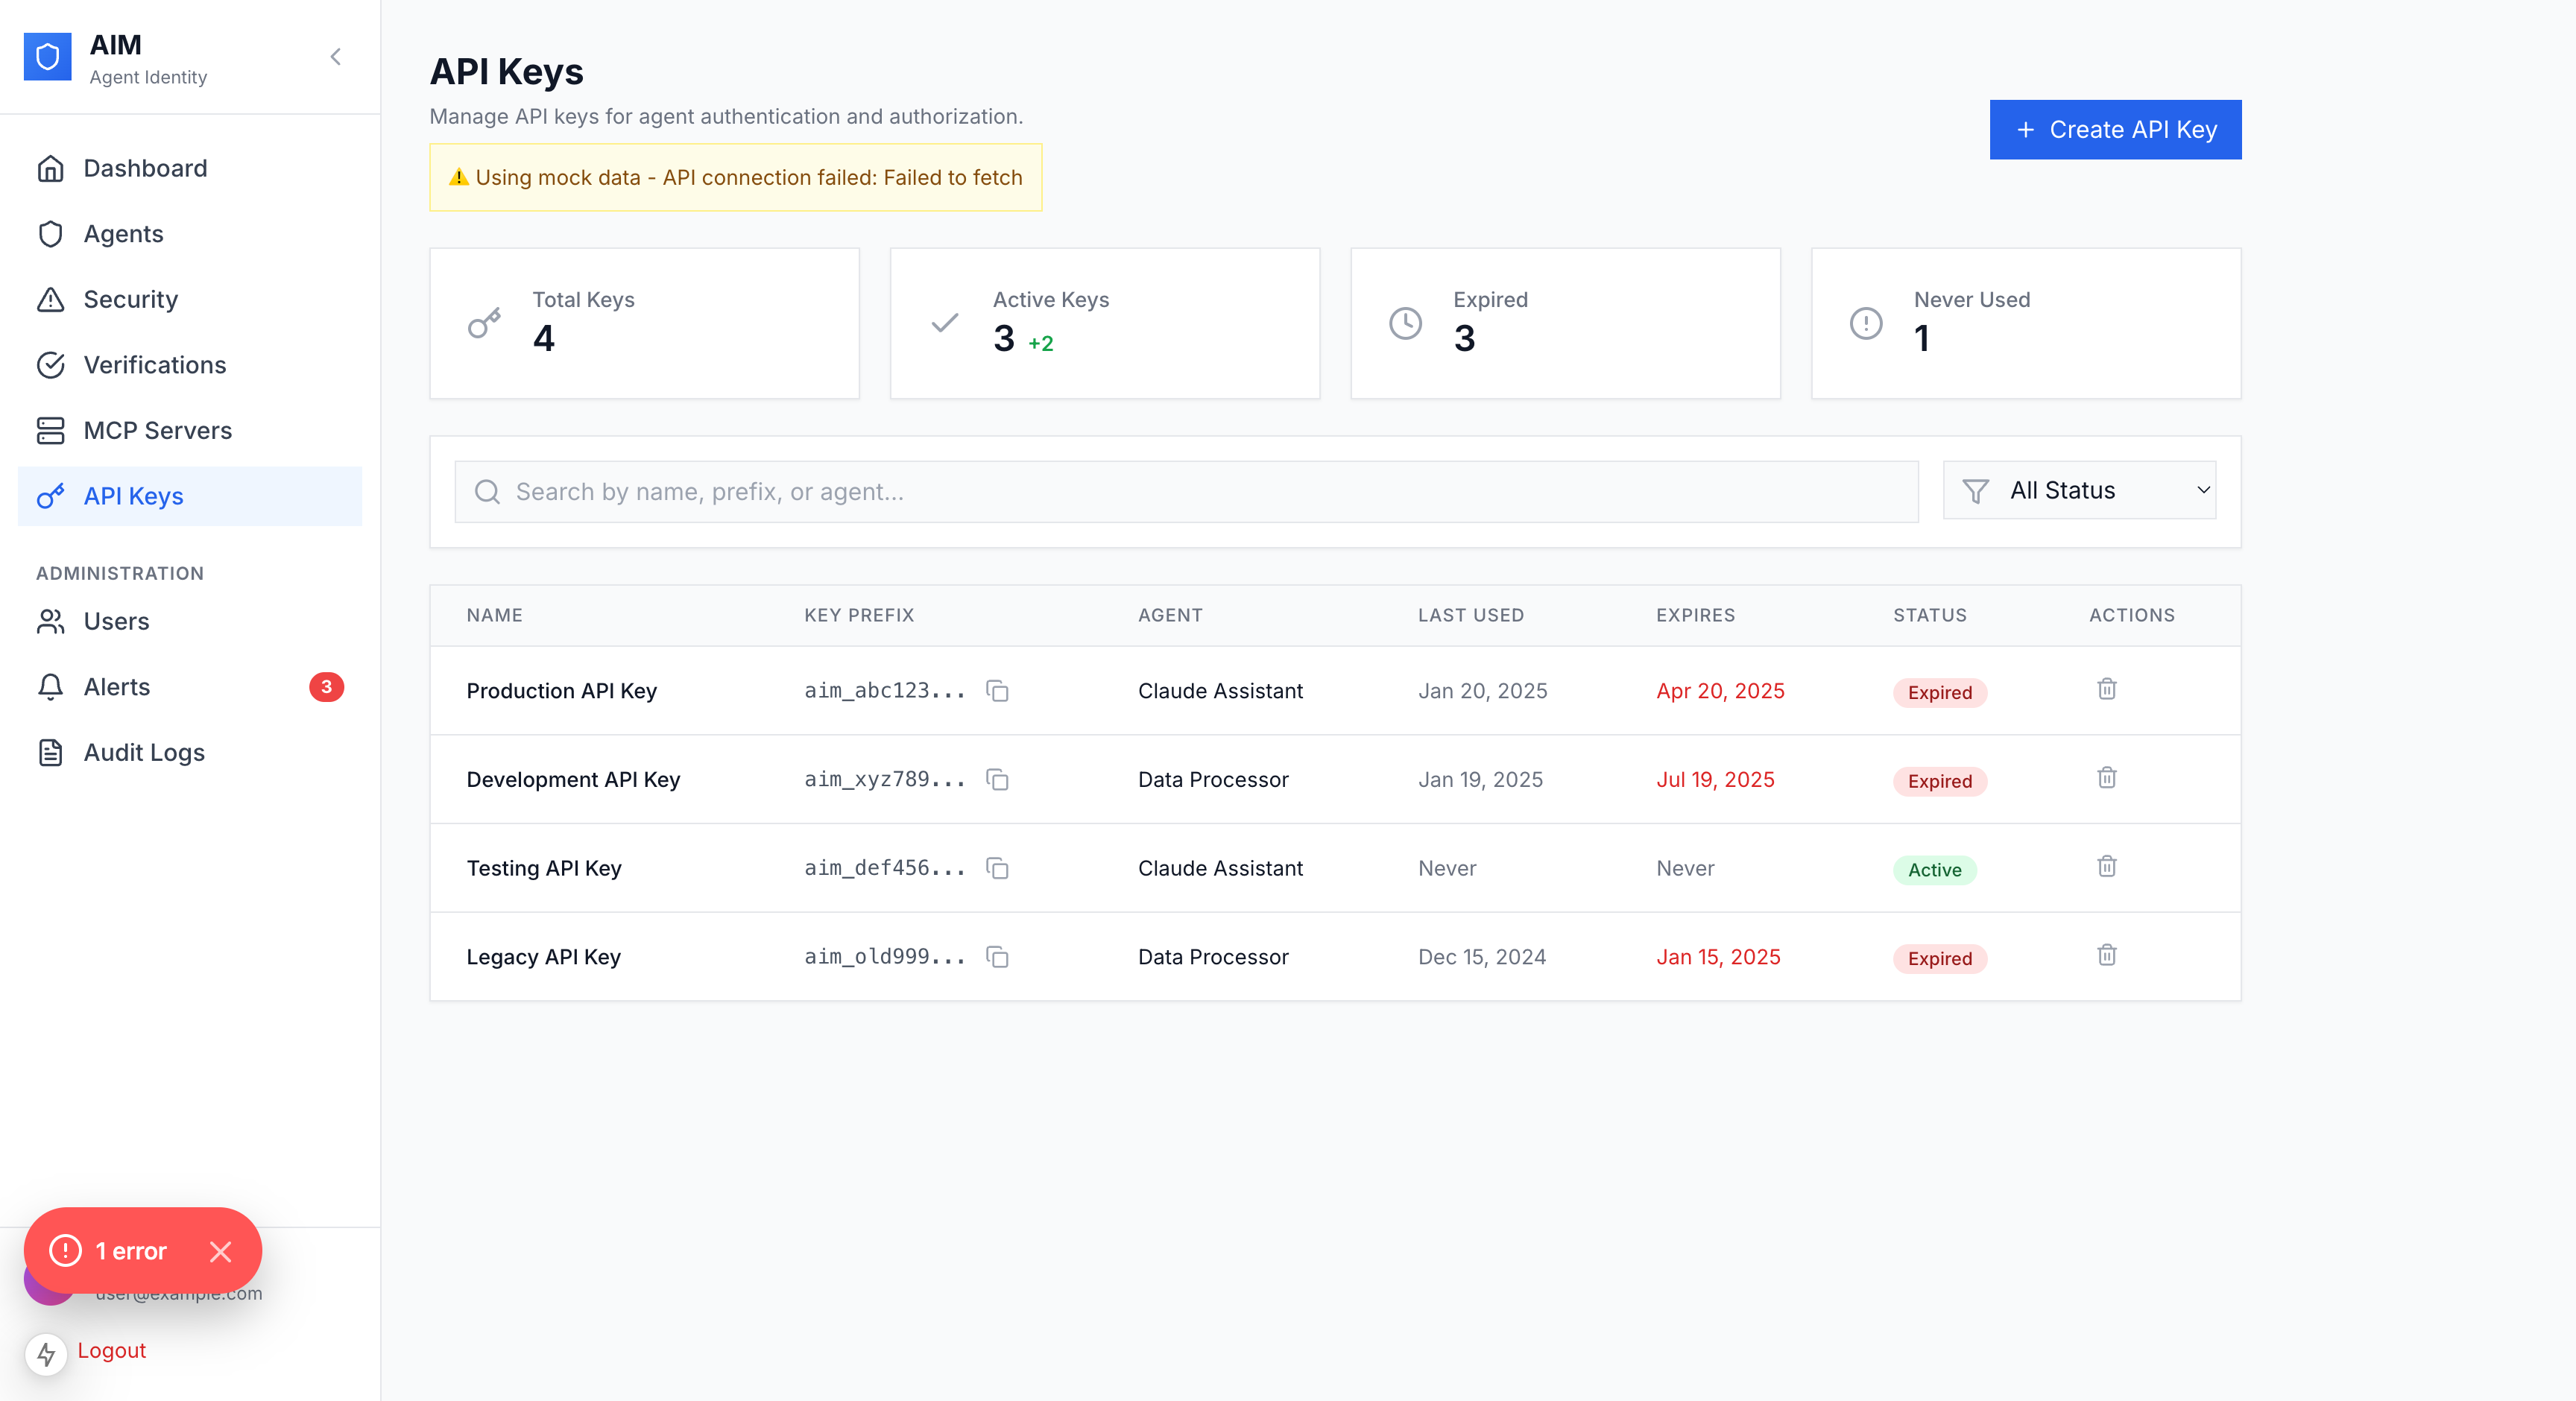 AIM
Agent Identity
Dashboard
Agents
Security
Verifications
MCP Servers
API Keys
ADMINISTRATION
Users
Alerts 3
Audit Logs
1 error
user@example.com
Logout
API Keys
Manage API keys for agent authentication and authorization.
Using mock data - API connection failed: Failed to fetch
+ Create API Key
Total Keys
4
Active Keys
3 +2
Expired
3
Never Used
1
Search by name, prefix, or agent...
All Status
NAME KEY PREFIX AGENT LAST USED EXPIRES STATUS ACTIONS
Production API Key aim_abc123... Claude Assistant Jan 20, 2025 Apr 20, 2025 Expired
Development API Key aim_xyz789... Data Processor Jan 19, 2025 Jul 19, 2025 Expired
Testing API Key aim_def456... Claude Assistant Never Never Active
Legacy API Key aim_old999... Data Processor Dec 15, 2024 Jan 15, 2025 Expired